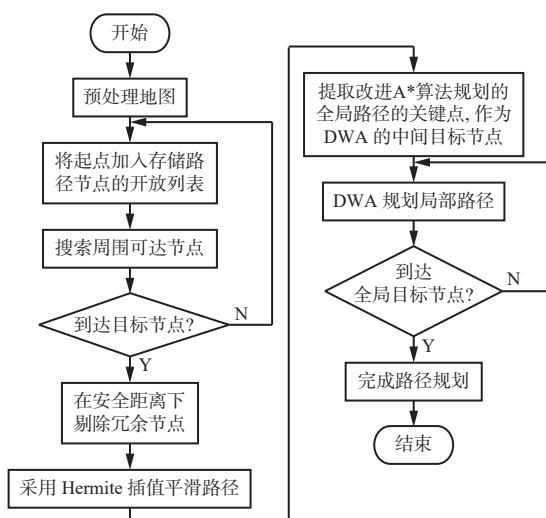 开始
预处理地图
将起点加入存储路
径节点的开放列表
搜索周围可达节点
到达目标节点?
N
Y
在安全距离下
剔除冗余节点
采用 Hermite 插值平滑路径
提取改进A*算法规划的
全局路径的关键点, 作为
DWA 的中间目标节点
DWA 规划局部路径
到达
全局目标节点?
N
Y
完成路径规划
结束